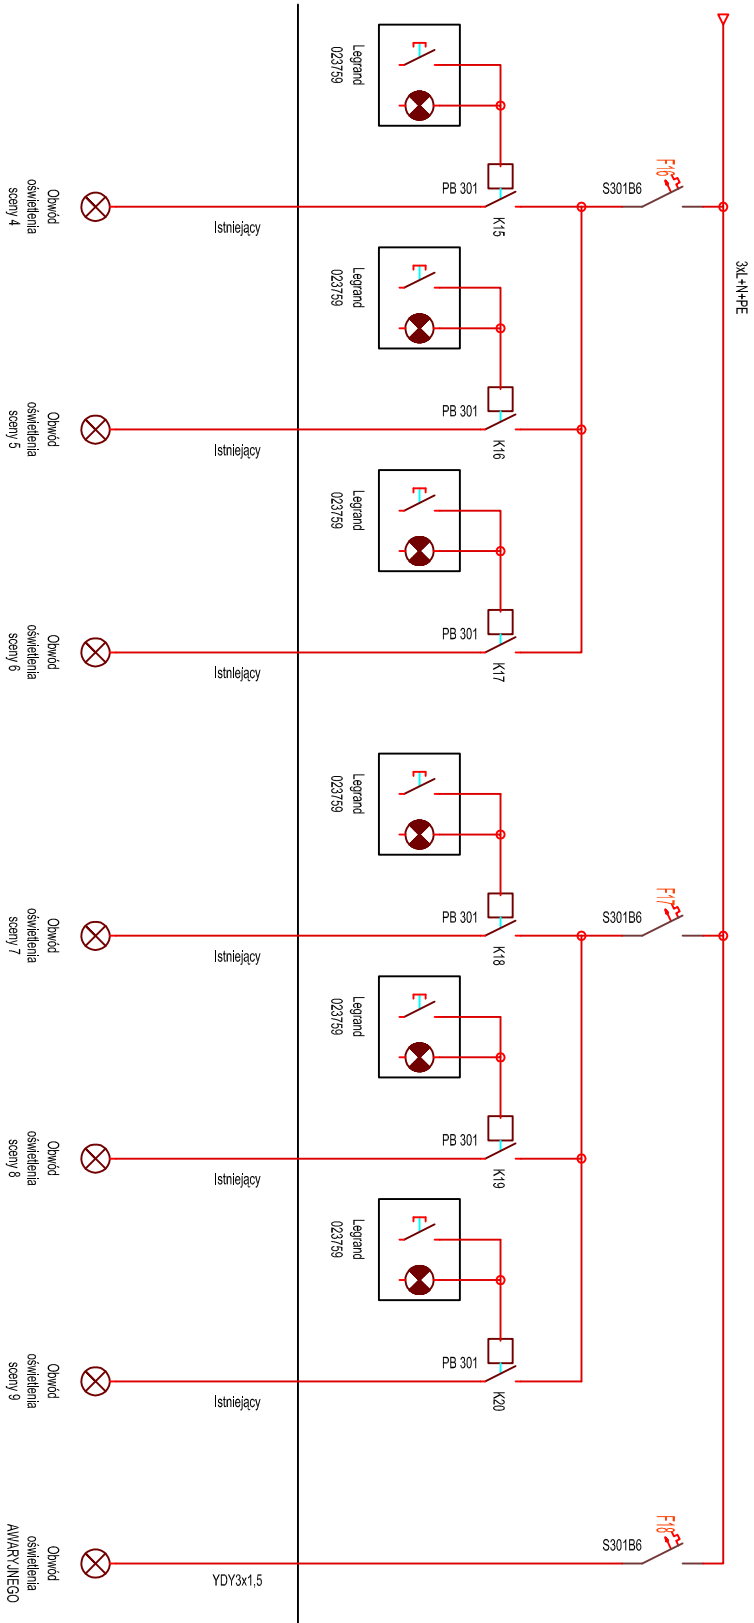 3xL+N+PE
F16
S301B6
Legrand
023759
PB 301
K15
Istniejący
Obwód
oświetlenia
sceny 4
Legrand
023759
PB 301
K16
Istniejący
Obwód
oświetlenia
sceny 5
Legrand
023759
PB 301
K17
Istniejący
Obwód
oświetlenia
sceny 6
F17
S301B6
Legrand
023759
PB 301
K18
Istniejący
Obwód
oświetlenia
sceny 7
Legrand
023759
PB 301
K19
Istniejący
Obwód
oświetlenia
sceny 8
Legrand
023759
PB 301
K20
Istniejący
Obwód
oświetlenia
sceny 9
F18
S301B6
YDY3x1,5
Obwód
oświetlenia
AWARYJNEGO